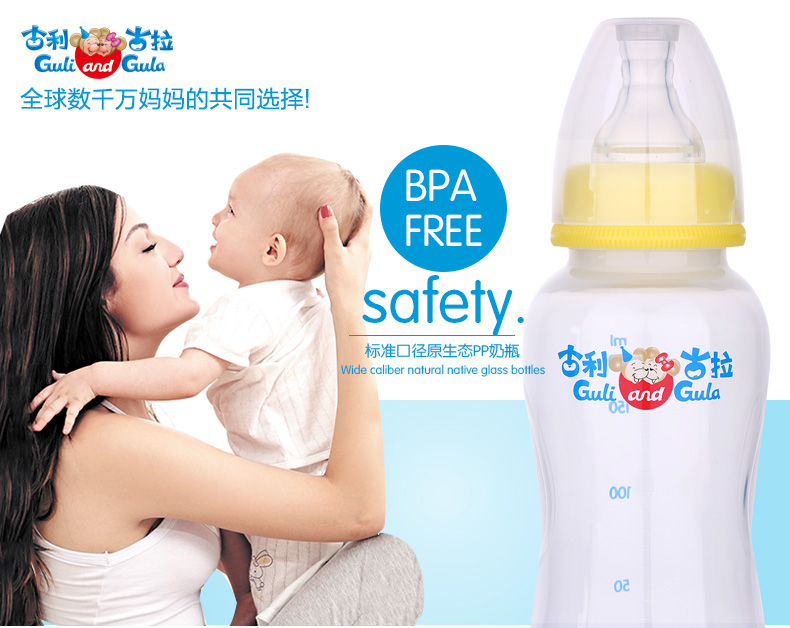 古利 古拉
Guli and Gula
全球数千万妈妈的共同选择!
BPA
FREE
safety.
标准口径原生态PP奶瓶
Wide caliber natural native glass bottles
ml
古利 古拉
Guli and Gula
150
100
50